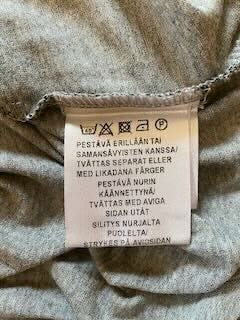 40 P
PESTÄVÄ ERILLÄÄN TAI
SAMANSÄVYISTEN KANSSA/
TVÄTTAS SEPARAT ELLER
MED LIKADANA FÄRGER
PESTÄVÄ NURIN
KÄÄNNETTYNÄ/
TVÄTTAS MED AVIGA
SIDAN UTÅT
SILITYS NURJALTA
PUOLELTA/
STRYKES PÅ AVIGSIDAN